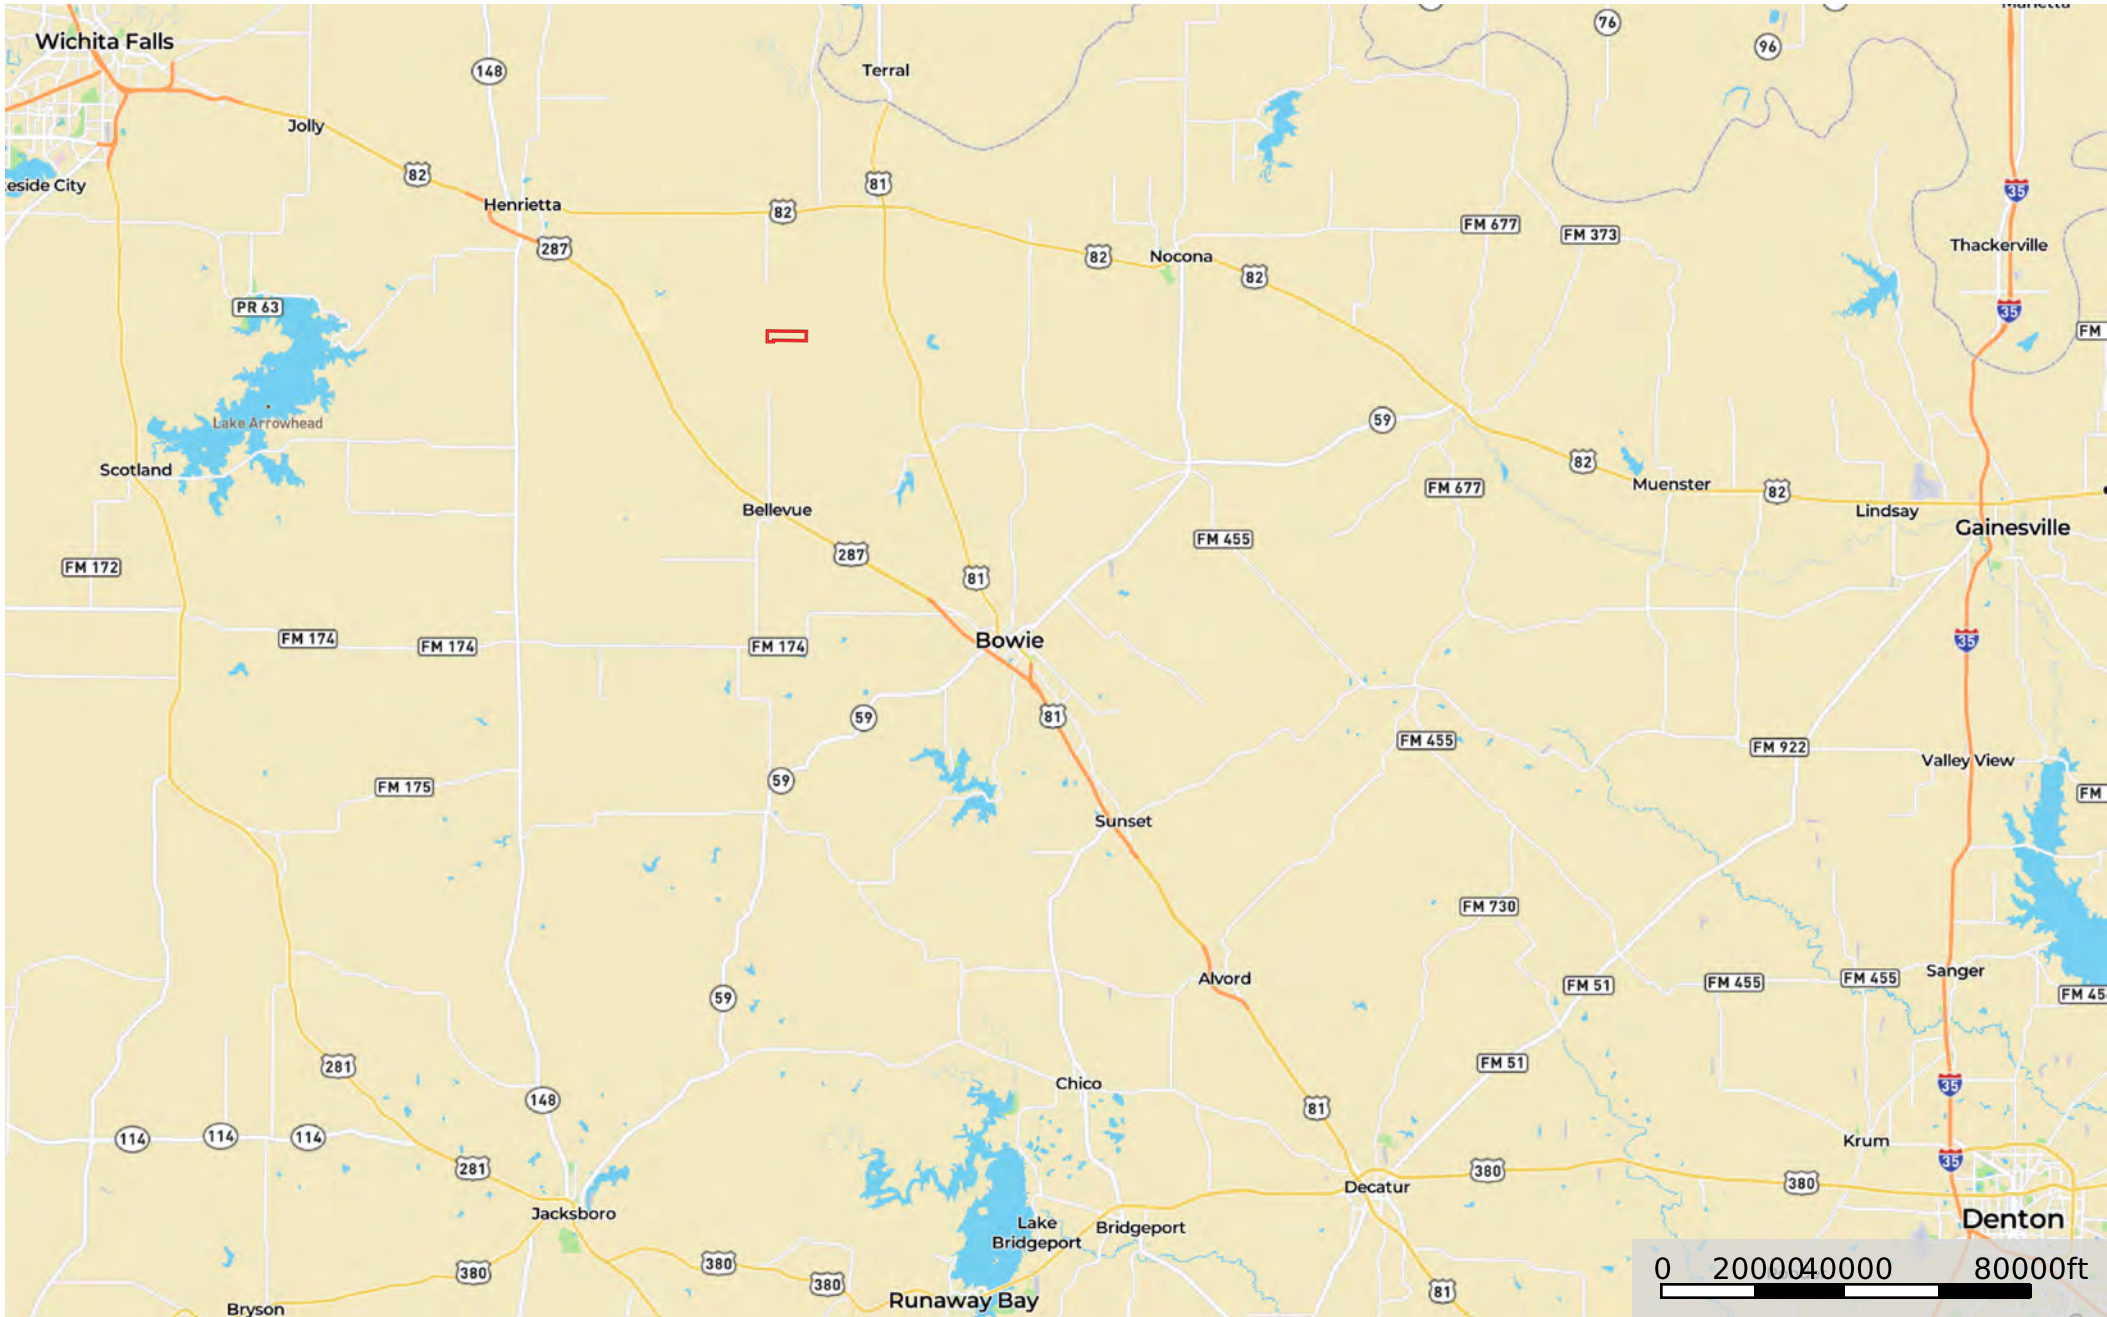 Marietta
76
Wichita Falls
96
148
Terral
Jolly
82
81
eside City
35
Henrietta
82
FM 677
FM 373
287
82
Nocona
Thackerville
82
PR 63
35
FM
59
Lake Arrowhead
82
Scotland
FM 677
Muenster
82
Bellevue
Lindsay
Gainesville
FM 455
287
FM 172
81
FM 174
FM 174
FM 174
Bowie
35
59
81
FM 455
FM 922
Valley View
59
FM 175
FM
Sunset
FM 730
Alvord
Sanger
59
FM 51
FM 455
FM 455
FM 45
281
FM 51
Chico
35
148
81
114
114
114
Krum
281
380
35
Decatur
380
Jacksboro
Lake
Bridgeport
Bridgeport
Denton
380
380
380
81
Runaway Bay
Bryson
0 20000 40000 80000ft